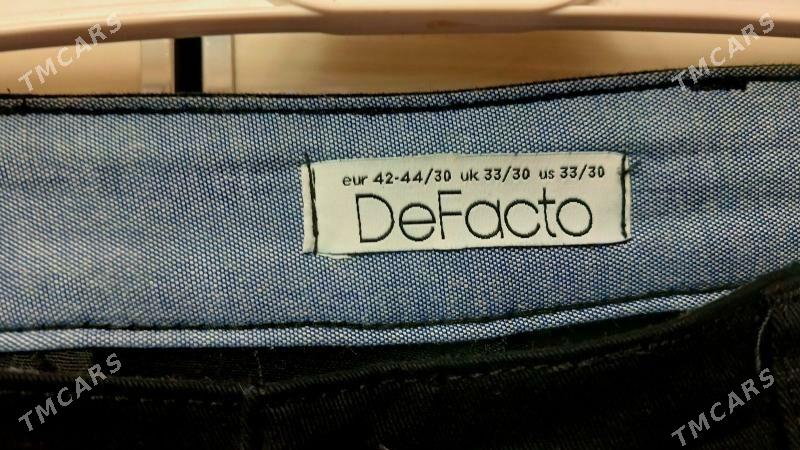 TMCARS
TMCARS
eur 42-44/30 uk 33/30 us 33/30
DeFacto
TMCARS
TMCARS